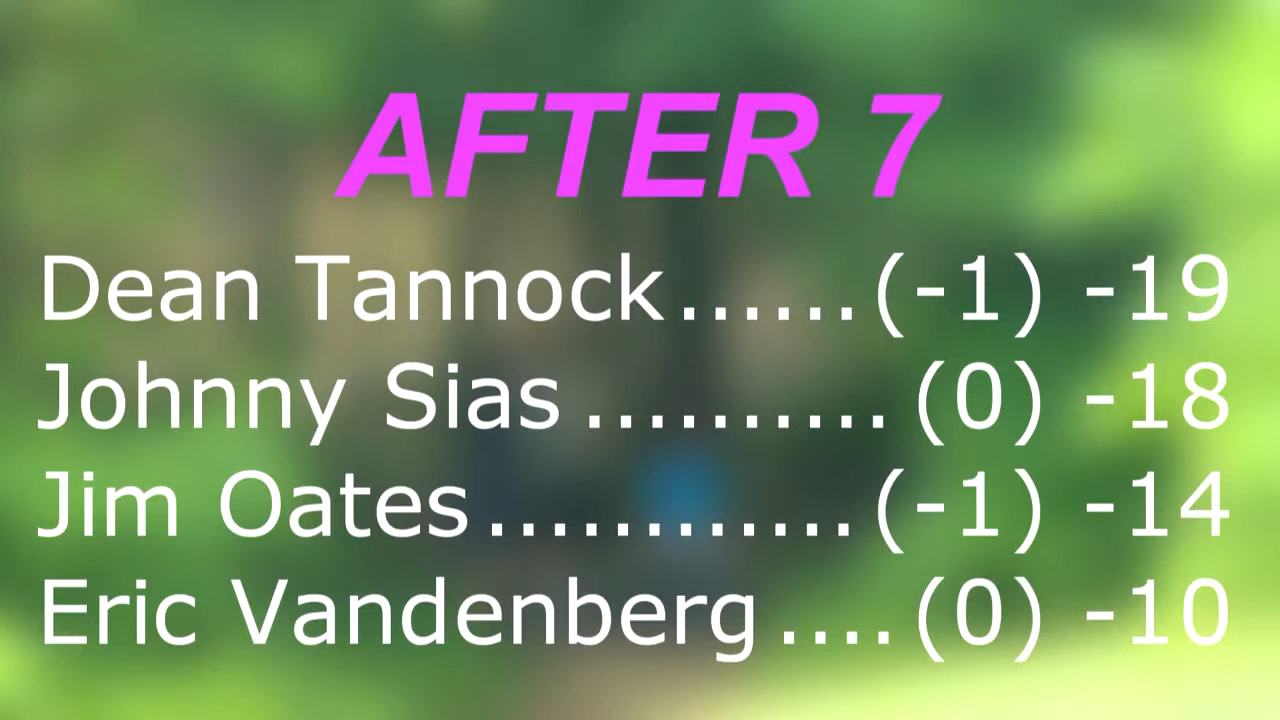 AFTER 7
Dean Tannock......(-1) -19
Johnny Sias..........(0) -18
Jim Oates............(-1) -14
Eric Vandenberg....(0) -10